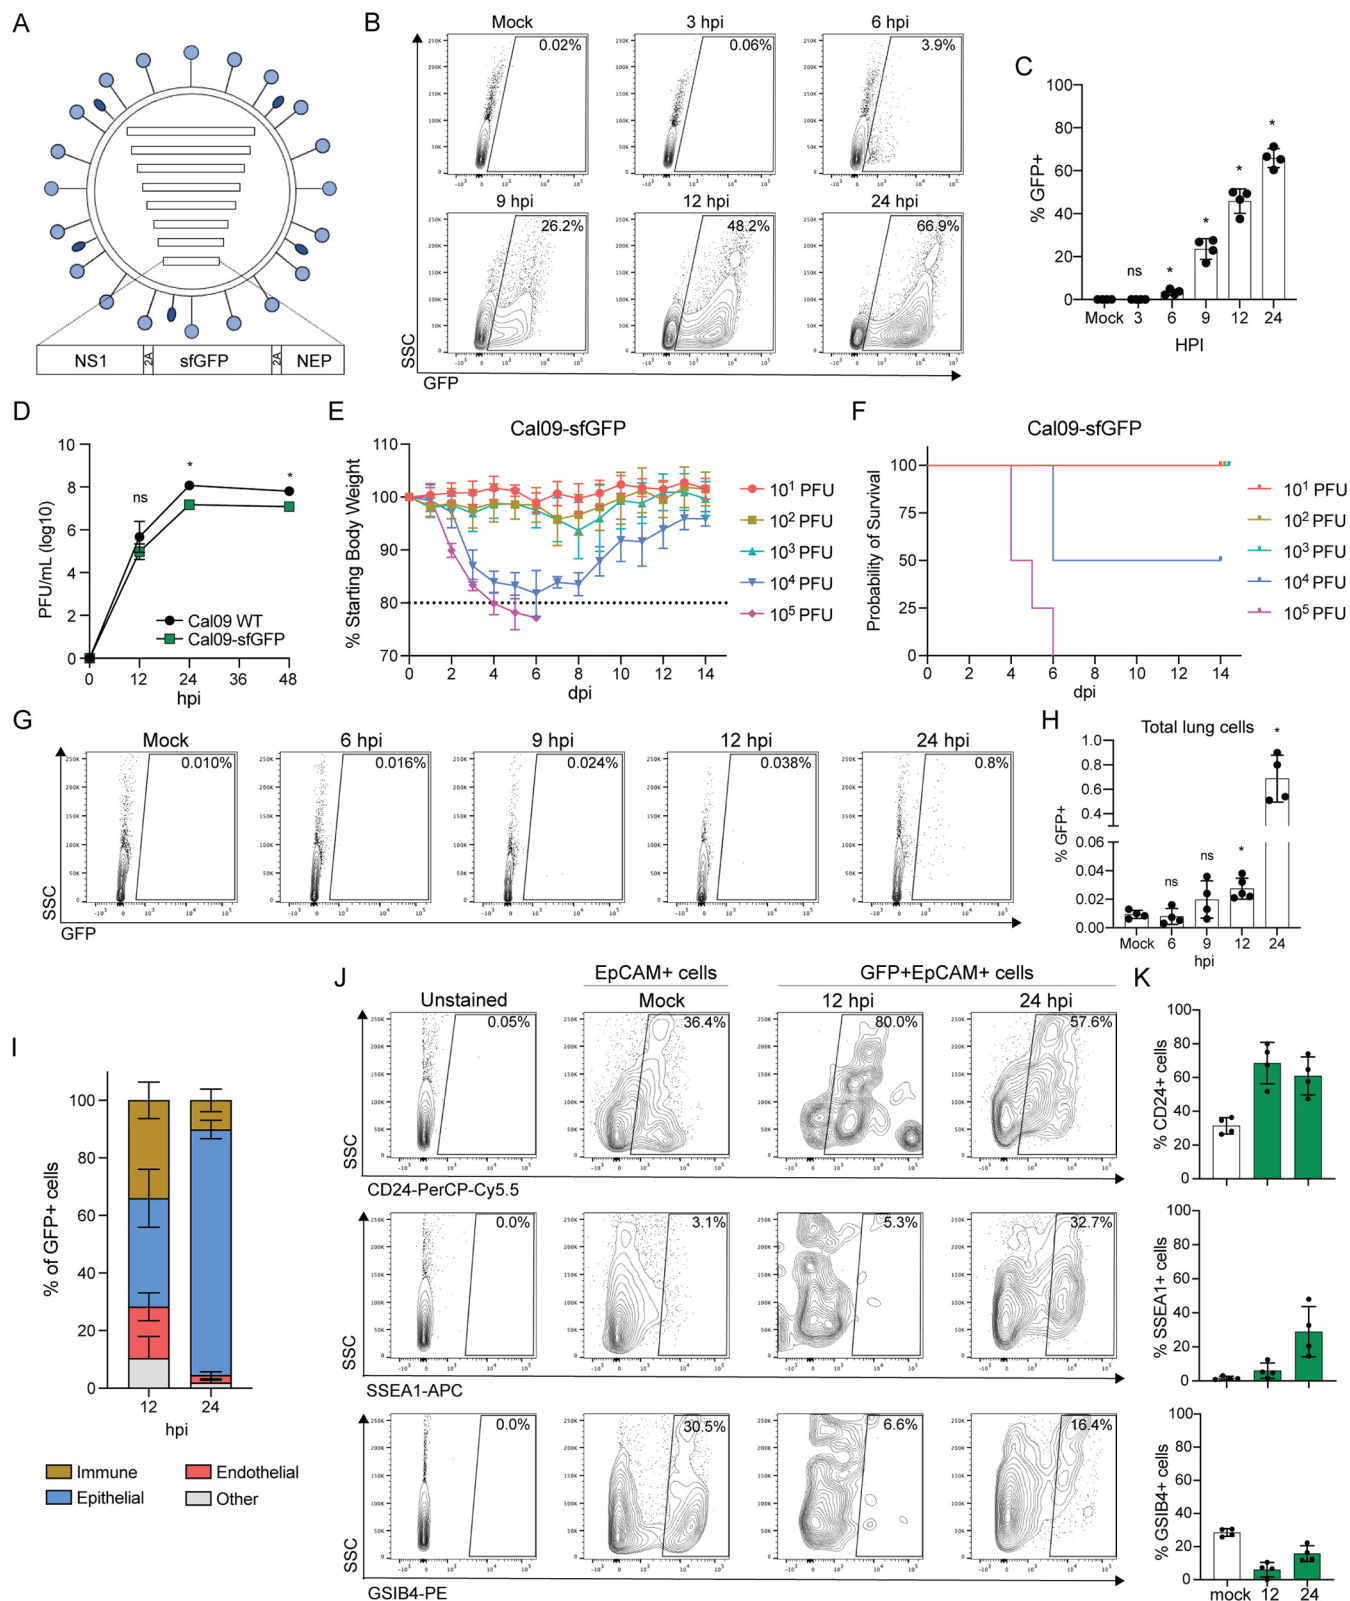 A
NS1
2A
sfGFP
2A
NEP
B
Mock
3 hpi
6 hpi
0.02%
0.06%
3.9%
9 hpi
12 hpi
24 hpi
26.2%
48.2%
66.9%
SSC
GFP
C
% GFP+
100
80
60
40
20
0
ns
*
*
*
*
Mock 3 6 9 12 24
HPI
D
PFU/mL (log10)
10
8
6
4
2
0
ns
*
*
Cal09 WT
Cal09-sfGFP
0 12 24 36 48
hpi
E
Cal09-sfGFP
% Starting Body Weight
110
100
90
80
70
0 2 4 6 8 10 12 14
dpi
10¹ PFU
10² PFU
10³ PFU
10⁴ PFU
10⁵ PFU
F
Cal09-sfGFP
Probability of Survival
100
75
50
25
0
0 2 4 6 8 10 12 14
dpi
10¹ PFU
10² PFU
10³ PFU
10⁴ PFU
10⁵ PFU
G
Mock
6 hpi
9 hpi
12 hpi
24 hpi
0.010%
0.016%
0.024%
0.038%
0.8%
SSC
GFP
H
Total lung cells
% GFP+
1.0
0.8
0.6
0.4
0.06
0.04
0.02
0.00
ns
ns
*
*
Mock 6 9 12 24
hpi
I
% of GFP+ cells
100
80
60
40
20
0
12 24
hpi
Immune
Endothelial
Epithelial
Other
J
EpCAM+ cells
GFP+EpCAM+ cells
Unstained
Mock
12 hpi
24 hpi
0.05%
36.4%
80.0%
57.6%
SSC
CD24-PerCP-Cy5.5
0.0%
3.1%
5.3%
32.7%
SSC
SSEA1-APC
0.0%
30.5%
6.6%
16.4%
SSC
GSIB4-PE
K
% CD24+ cells
100
80
60
40
20
0
% SSEA1+ cells
100
80
60
40
20
0
% GSIB4+ cells
100
80
60
40
20
0
mock 12 24